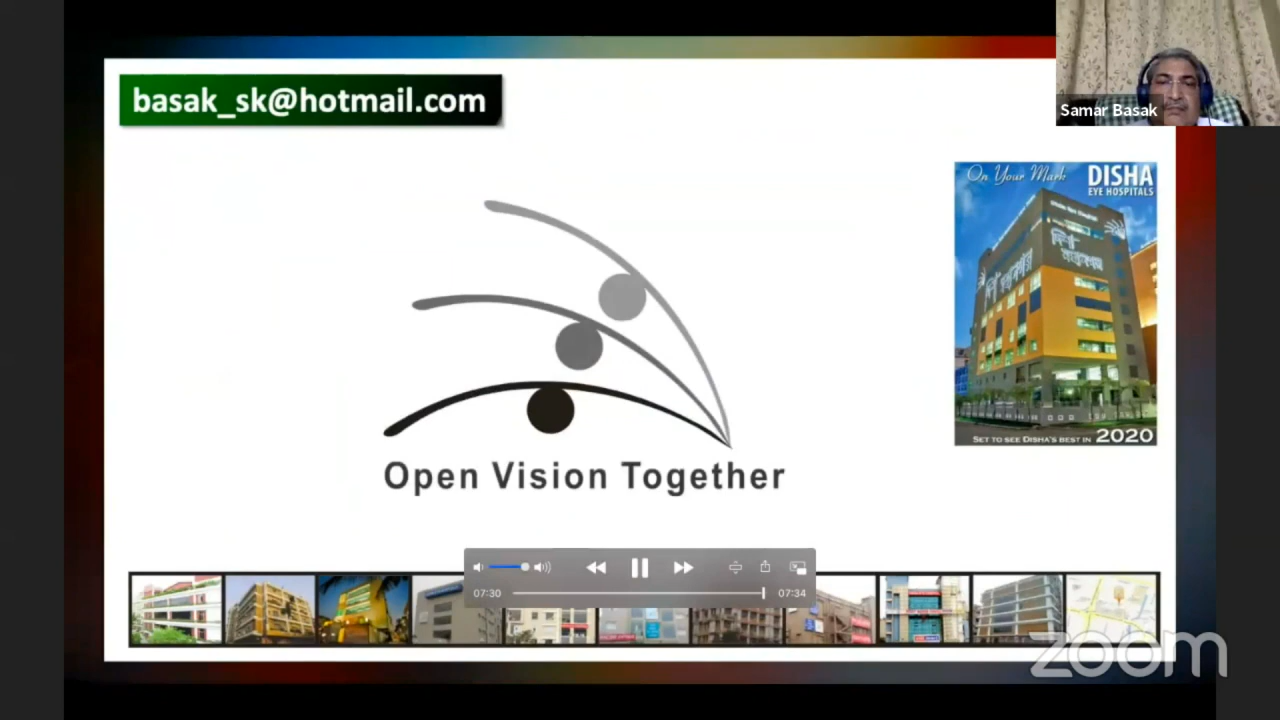 basak_sk@hotmail.com
Samar Basak
On Your Mark
DISHA
EYE HOSPITALS
Open Vision Together
SET TO SEE DISHA'S BEST IN 2020
07:30
07:34
zoom